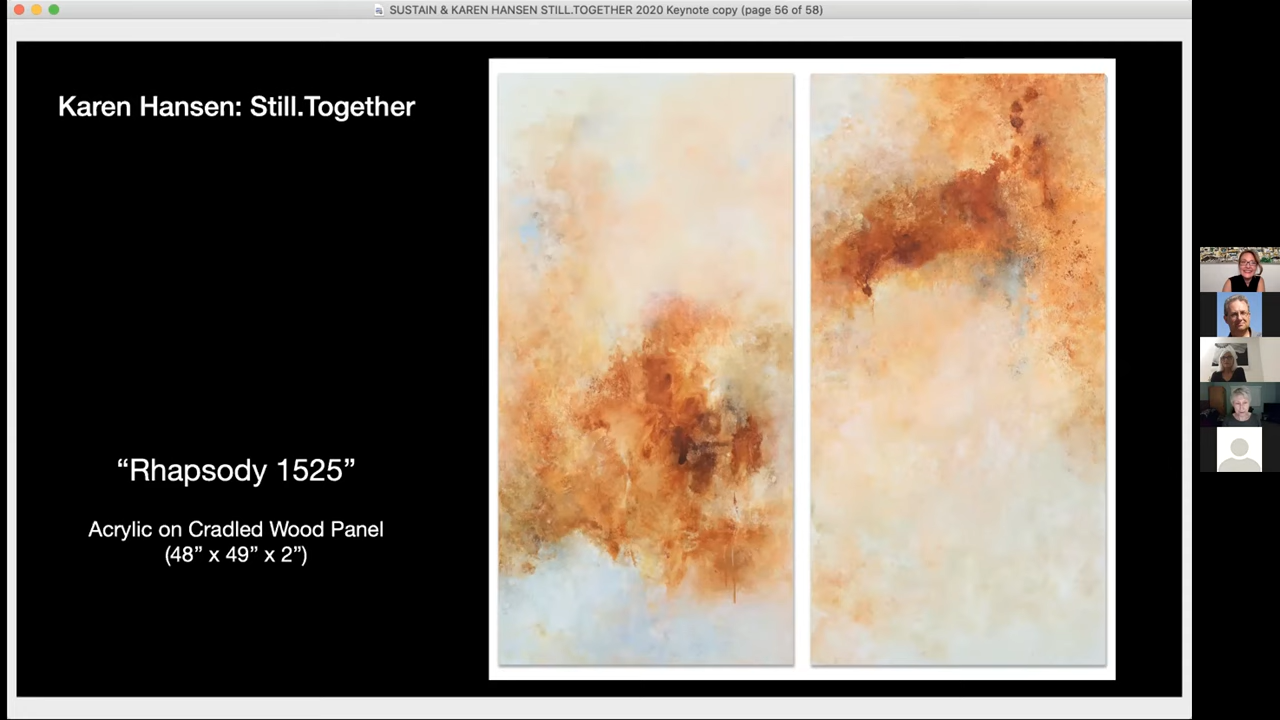 SUSTAIN & KAREN HANSEN STILL.TOGETHER 2020 Keynote copy (page 56 of 58)
Karen Hansen: Still.Together
“Rhapsody 1525”
Acrylic on Cradled Wood Panel
(48” x 49” x 2”)